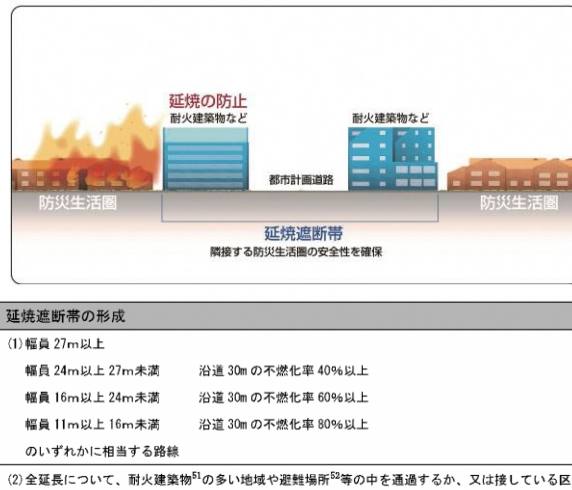 延焼の防止
耐火建築物など
耐火建築物など
都市計画道路
防災生活圏
防災生活圏
延焼遮断帯
隣接する防災生活圏の安全性を確保
延焼遮断帯の形成
(1)幅員 27m以上
幅員 24m以上 27m未満 沿道 30m の不燃化率 40%以上
幅員 16m以上 24m未満 沿道 30m の不燃化率 60%以上
幅員 11m以上 16m未満 沿道 30m の不燃化率 80%以上
のいずれかに相当する路線
(2)全延長について、耐火建築物51の多い地域や避難場所52等の中を通過するか、又は接している区